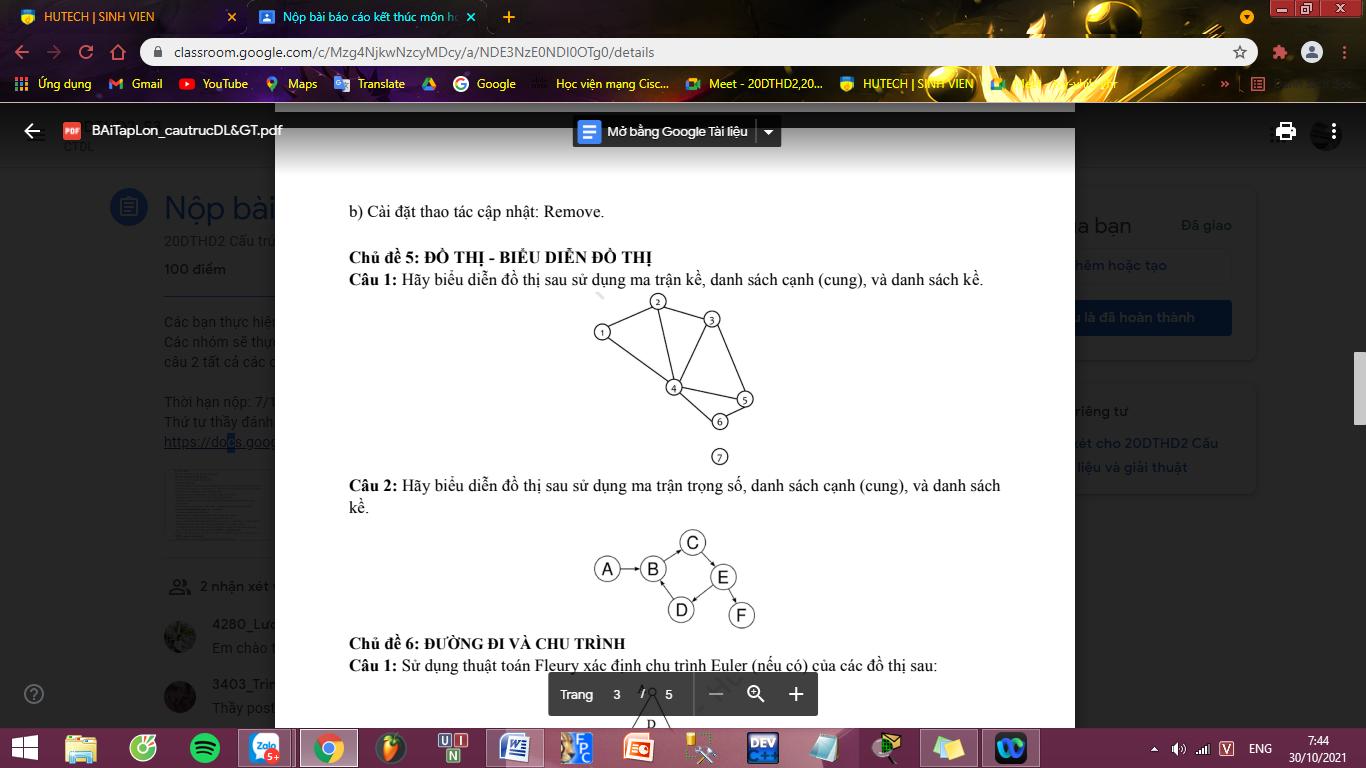 HUTECH | SINH VIEN
Nộp bài báo cáo kết thúc môn họ
classroom.google.com/c/Mzg4NjkwNzcyMDcy/a/NDE3NzE0NDI0OTg0/details
Ứng dụng
Gmail
YouTube
Maps
Translate
Google
Học viện mạng Cisc...
Meet - 20DTHD2,20...
HUTECH | SINH VIEN
BAiTapLon_cautrucDL&GT.pdf
CTDL
Mở bằng Google Tài liệu
Nộp bài
20DTHD2 Cấu trú
100 điểm
Các bạn thực hiện
Các nhóm sẽ thực
câu 2 tất cả các
Thời hạn nộp: 7/1
Thứ tự thầy đánh
https://docs.goog
2 nhận xét
4280_Lư
Em chào t
3403_Trin
Thầy post
b) Cài đặt thao tác cập nhật: Remove.
Chủ đề 5: ĐỒ THỊ - BIỂU DIỄN ĐỒ THỊ
Câu 1: Hãy biểu diễn đồ thị sau sử dụng ma trận kề, danh sách cạnh (cung), và danh sách kề.
2
3
1
4
5
6
7
Câu 2: Hãy biểu diễn đồ thị sau sử dụng ma trận trọng số, danh sách cạnh (cung), và danh sách
kề.
C
A
B
E
D
F
Chủ đề 6: ĐƯỜNG ĐI VÀ CHU TRÌNH
Câu 1: Sử dụng thuật toán Fleury xác định chu trình Euler (nếu có) của các đồ thị sau:
D
Trang 3 / 5
a bạn
Đã giao
hêm hoặc tạo
u là đã hoàn thành
riêng tư
xét cho 20DTHD2 Cấu
liệu và giải thuật
U I
N
Zalo
5+
FPC
DEV
C++
V
ENG
7:44
30/10/2021